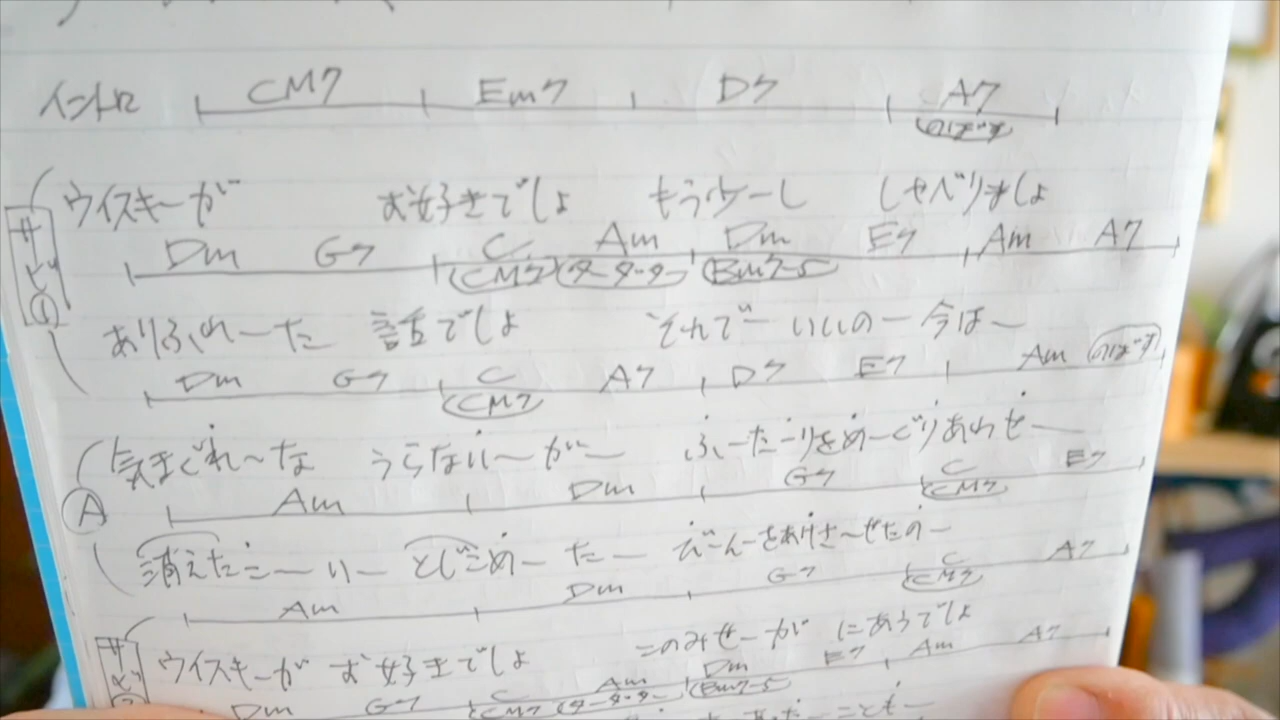 イントロ CM7 Em7 D7 A7
のばす
ウイスキーが お好きでしょ もう少ーし しゃべりましょ
サビ① Dm G7 C Am Dm E7 Am A7
CM7 ターターター Bm7-5
ありふれーた 話でしょ それでー いいのー今はー
Dm G7 C A7 D7 E7 Am のばす
CM7
気まぐれーな うらないーがー ふーたーりをめーぐりあわせー
A Am Dm G7 C E7
CM7
消えたこーいー とじこめーたー びーんーをあけさーせたのー
Am Dm G7 C A7
CM7
サビ ウイスキーが お好きでしょ このみせーが にあうでしょ
Dm G7 C Am Dm E7 Am A7
CM7 ターターター Bm7-5